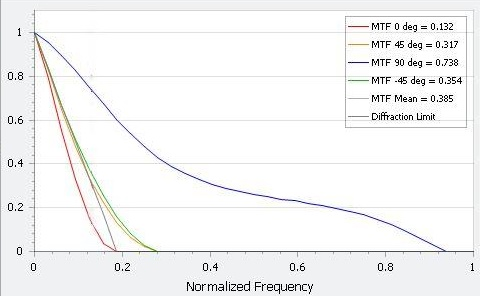 MTF 0 deg = 0.132
MTF 45 deg = 0.317
MTF 90 deg = 0.738
MTF -45 deg = 0.354
MTF Mean = 0.385
Diffraction Limit
1
0.8
0.6
0.4
0.2
0
0 0.2 0.4 0.6 0.8 1
Normalized Frequency